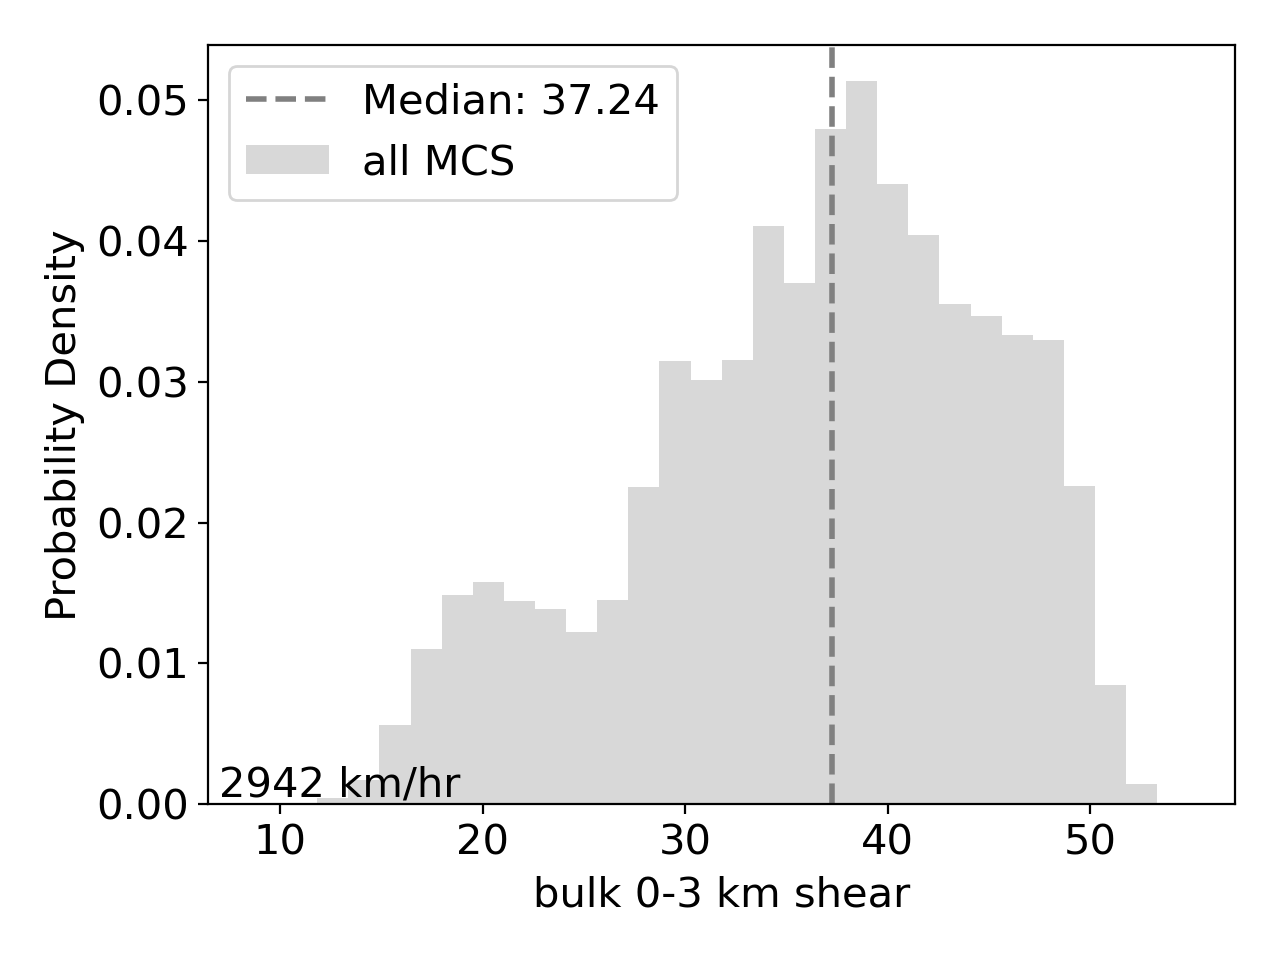 Median: 37.24
all MCS
0.05
0.04
0.03
0.02
0.01
0.00
Probability Density
2942 km/hr
10 20 30 40 50
bulk 0-3 km shear